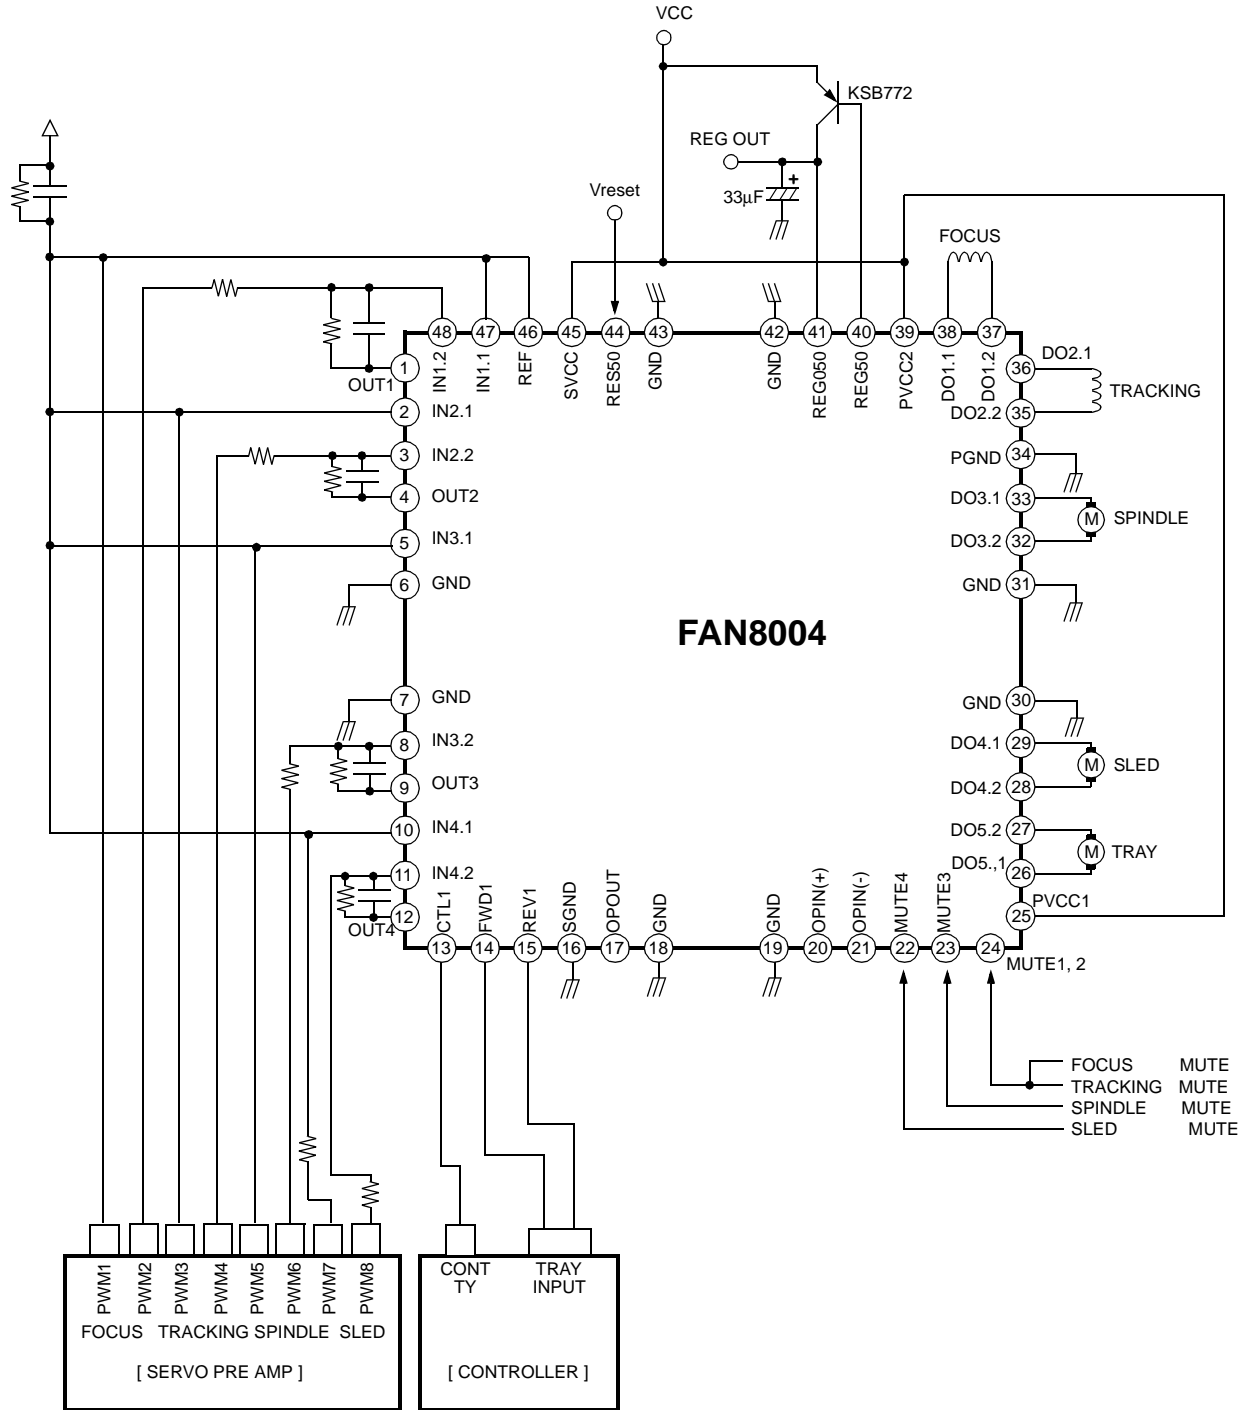 VCC
KSB772
REG OUT
33µF
+
Vreset
FOCUS
48 47 46 45 44 43 42 41 40 39 38 37
IN1.2
IN1.1
REF
SVCC
RES50
GND
GND
REG050
REG50
PVCC2
DO1.1
DO1.2
1 OUT1
2 IN2.1
3 IN2.2
4 OUT2
5 IN3.1
6 GND
7 GND
8 IN3.2
9 OUT3
10 IN4.1
11 IN4.2
12 OUT4
FAN8004
36 DO2.1
TRACKING
DO2.2 35
PGND 34
DO3.1 33
M SPINDLE
DO3.2 32
GND 31
GND 30
DO4.1 29
M SLED
DO4.2 28
DO5.2 27
M TRAY
DO5.,1 26
PVCC1
25
CTL1
FWD1
REV1
SGND
OPOUT
GND
GND
OPIN(+)
OPIN(-)
MUTE4
MUTE3
13 14 15 16 17 18 19 20 21 22 23 24
MUTE1, 2
FOCUS MUTE
TRACKING MUTE
SPINDLE MUTE
SLED MUTE
PWM1
PWM2
PWM3
PWM4
PWM5
PWM6
PWM7
PWM8
FOCUS TRACKING SPINDLE SLED
[ SERVO PRE AMP ]
CONT
TY
TRAY
INPUT
[ CONTROLLER ]